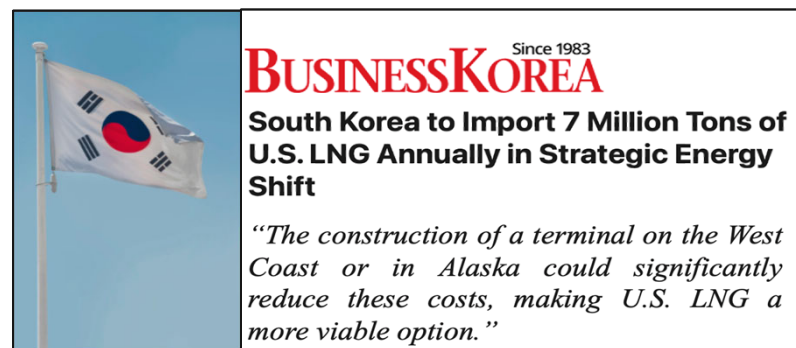 Since 1983
BUSINESSKOREA
South Korea to Import 7 Million Tons of
U.S. LNG Annually in Strategic Energy
Shift
“The construction of a terminal on the West
Coast or in Alaska could significantly
reduce these costs, making U.S. LNG a
more viable option.”